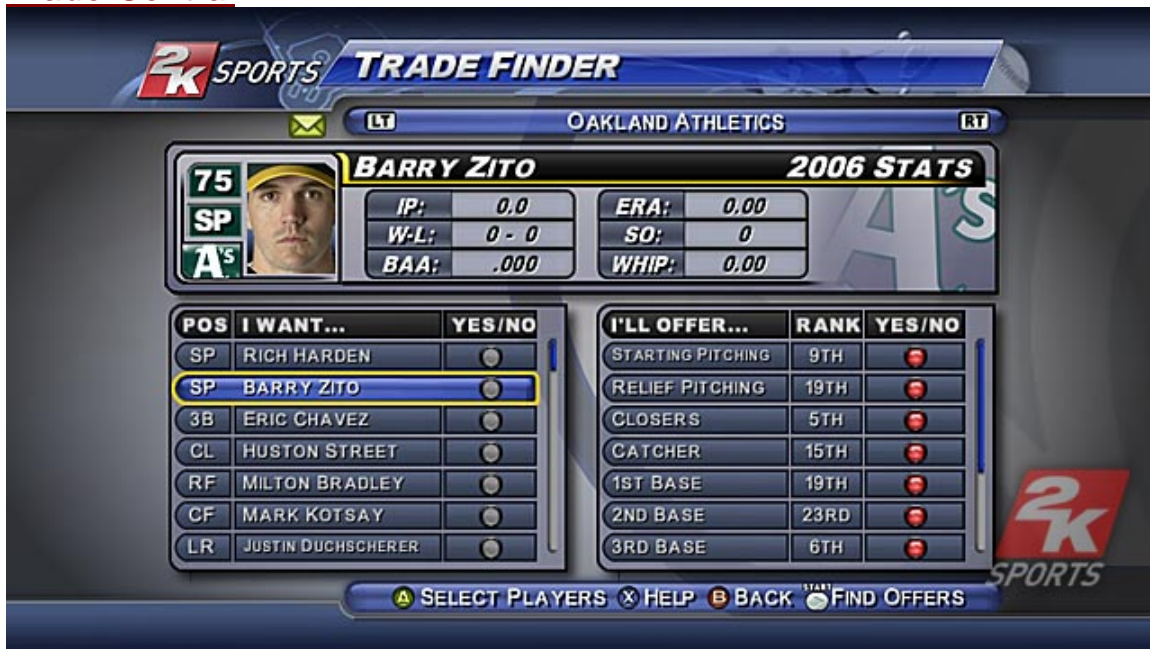 2K SPORTS TRADE FINDER
LT OAKLAND ATHLETICS RT
BARRY ZITO 2006 STATS
75
SP
A's
IP: 0.0 ERA: 0.00
W-L: 0 - 0 SO: 0
BAA: .000 WHIP: 0.00
A's
POS I WANT... YES/NO
SP RICH HARDEN
SP BARRY ZITO
3B ERIC CHAVEZ
CL HUSTON STREET
RF MILTON BRADLEY
CF MARK KOTSAY
LR JUSTIN DUCHSCHERER
I'LL OFFER... RANK YES/NO
STARTING PITCHING 9TH
RELIEF PITCHING 19TH
CLOSERS 5TH
CATCHER 15TH
1ST BASE 19TH
2ND BASE 23RD
3RD BASE 6TH
2K SPORTS
A SELECT PLAYERS X HELP B BACK START FIND OFFERS